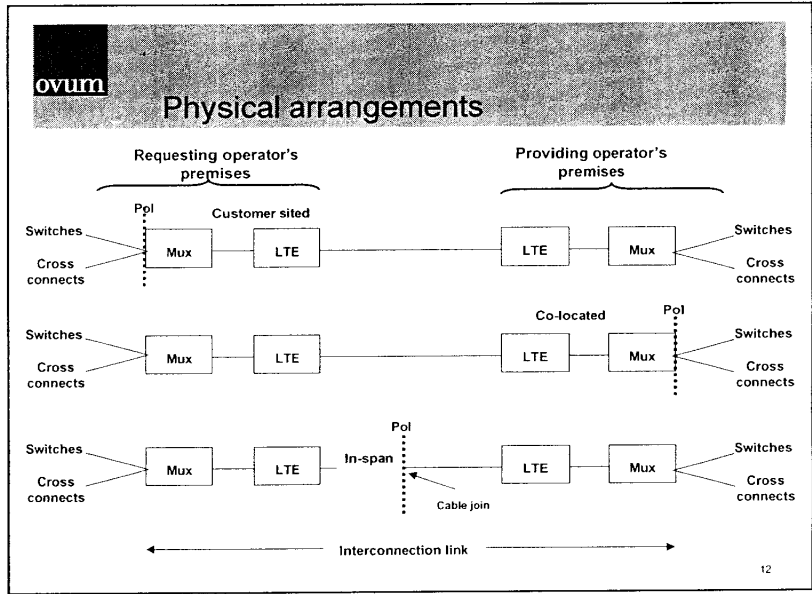 ovum
Physical arrangements
Requesting operator's
premises
Providing operator's
premises
PoI
Customer sited
Switches
Cross
connects
Mux
LTE
LTE
Mux
Switches
Cross
connects
Co-located
PoI
Switches
Cross
connects
Mux
LTE
LTE
Mux
Switches
Cross
connects
PoI
In-span
Switches
Cross
connects
Mux
LTE
LTE
Mux
Switches
Cross
connects
Cable join
Interconnection link
12